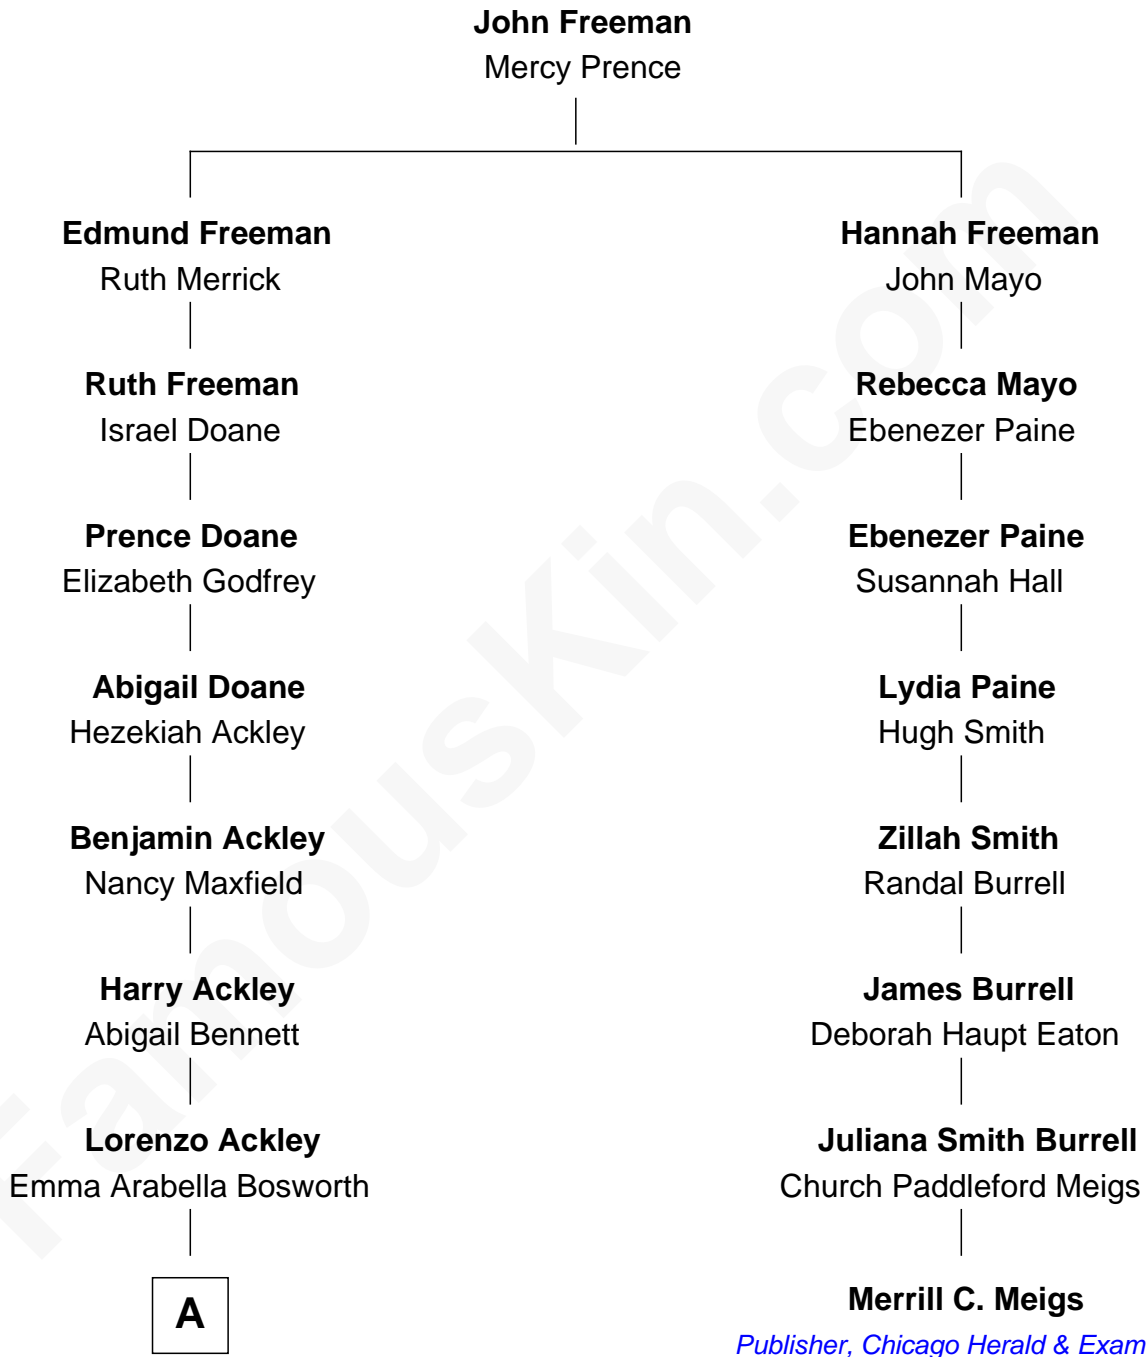 John Freeman
Mercy Prence
Edmund Freeman
Ruth Merrick
Hannah Freeman
John Mayo
Ruth Freeman
Israel Doane
Rebecca Mayo
Ebenezer Paine
Prence Doane
Elizabeth Godfrey
Ebenezer Paine
Susannah Hall
Abigail Doane
Hezekiah Ackley
Lydia Paine
Hugh Smith
Benjamin Ackley
Nancy Maxfield
Zillah Smith
Randal Burrell
Harry Ackley
Abigail Bennett
James Burrell
Deborah Haupt Eaton
Lorenzo Ackley
Emma Arabella Bosworth
Juliana Smith Burrell
Church Paddleford Meigs
A
Merrill C. Meigs
Publisher, Chicago Herald & Exam
FamousKin.com